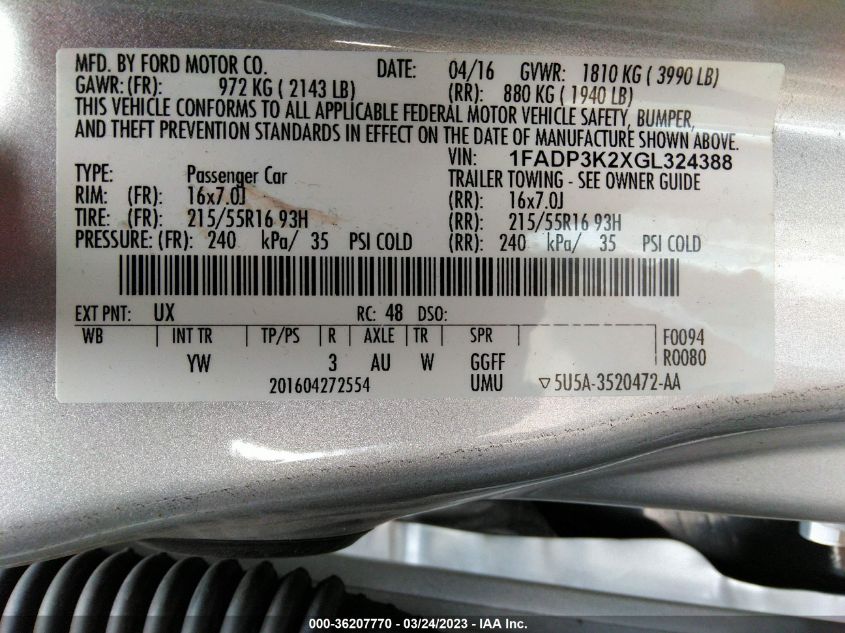 MFD. BY FORD MOTOR CO. DATE: 04/16 GVWR: 1810 KG ( 3990 LB)
GAWR: (FR): 972 KG ( 2143 LB) (RR): 880 KG ( 1940 LB)
THIS VEHICLE CONFORMS TO ALL APPLICABLE FEDERAL MOTOR VEHICLE SAFETY, BUMPER,
AND THEFT PREVENTION STANDARDS IN EFFECT ON THE DATE OF MANUFACTURE SHOWN ABOVE.
VIN: 1FADP3K2XGL324388
TYPE: Passenger Car TRAILER TOWING - SEE OWNER GUIDE
RIM: (FR): 16x7.0J (RR): 16x7.0J
TIRE: (FR): 215/55R16 93H (RR): 215/55R16 93H
PRESSURE: (FR): 240 kPa/ 35 PSI COLD (RR): 240 kPa/ 35 PSI COLD
EXT PNT: UX RC: 48 DSO:
WB INT TR TP/PS R AXLE TR SPR F0094
YW 3 AU W GGFF R0080
201604272554 UMU ▽5U5A-3520472-AA
000-36207770 - 03/24/2023 - IAA Inc.